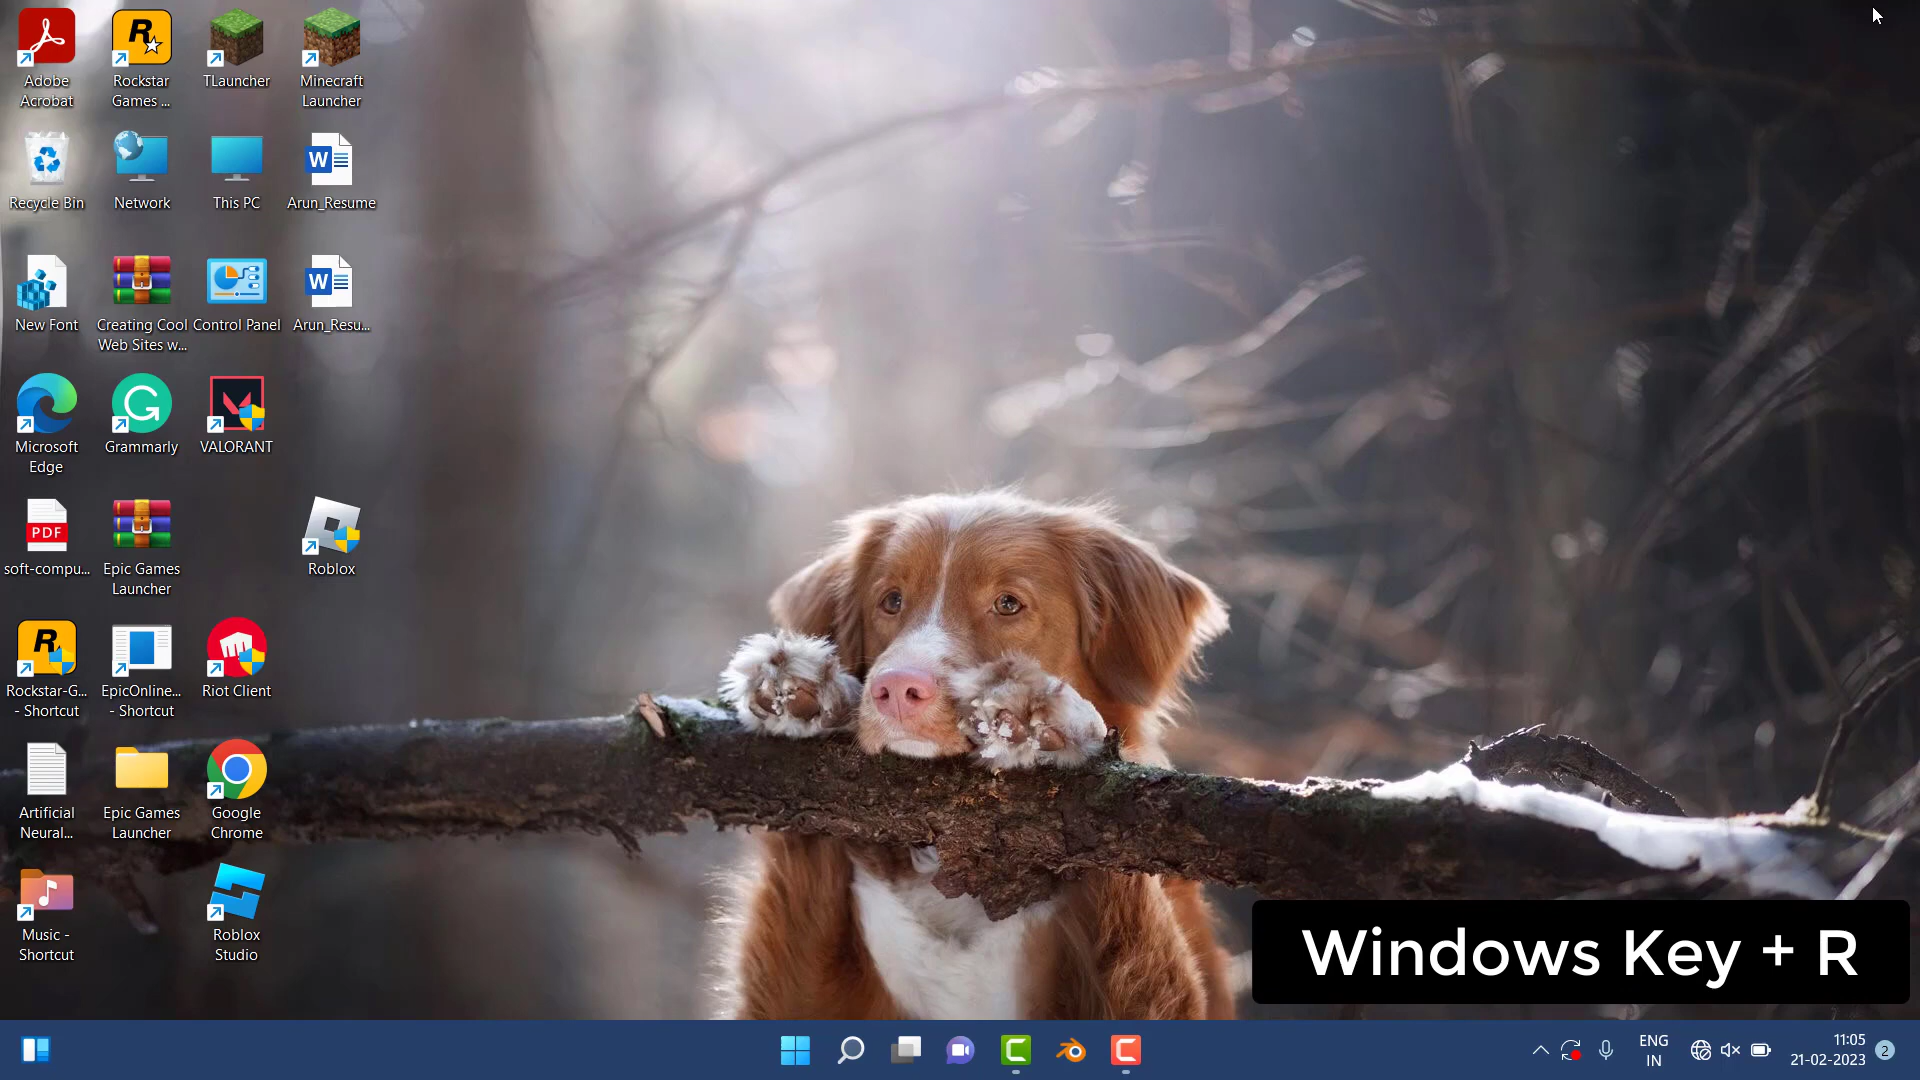 Adobe
Acrobat
Rockstar
Games ...
TLauncher
Minecraft
Launcher
Recycle Bin
Network
This PC
Arun_Resume
New Font
Creating Cool
Web Sites w...
Control Panel
Arun_Resu...
Microsoft
Edge
Grammarly
VALORANT
PDF
soft-compu...
Epic Games
Launcher
Roblox
Rockstar-G...
- Shortcut
EpicOnline...
- Shortcut
Riot Client
Artificial
Neural...
Epic Games
Launcher
Google
Chrome
Music -
Shortcut
Roblox
Studio
Windows Key + R
ENG
IN
11:05
21-02-2023
2